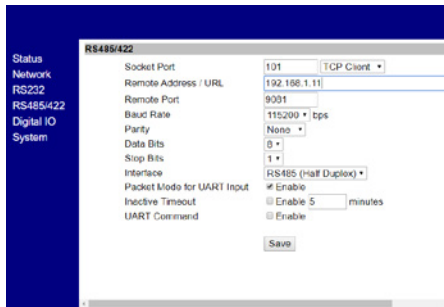 Status
Network
RS232
RS485/422
Digital IO
System
RS485/422
Socket Port 101 TCP Client
Remote Address / URL 192.168.1.11
Remote Port 9001
Baud Rate 115200 bps
Parity None
Data Bits 8
Stop Bits 1
Interface RS485 (Half Duplex)
Packet Mode for UART Input Enable
Inactive Timeout Enable 5 minutes
UART Command Enable
Save